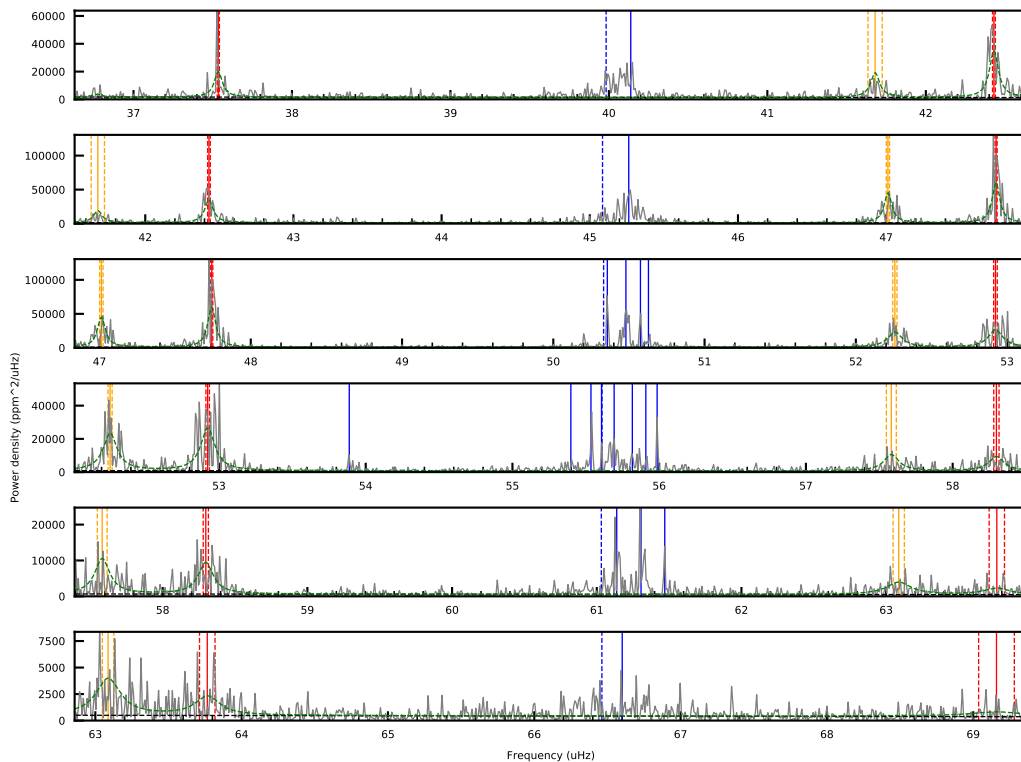 60000
40000
20000
0
37 38 39 40 41 42
100000
50000
0
42 43 44 45 46 47
100000
50000
0
47 48 49 50 51 52 53
Power density (ppm^2/uHz)
40000
20000
0
53 54 55 56 57 58
20000
10000
0
58 59 60 61 62 63
7500
5000
2500
0
63 64 65 66 67 68 69
Frequency (uHz)